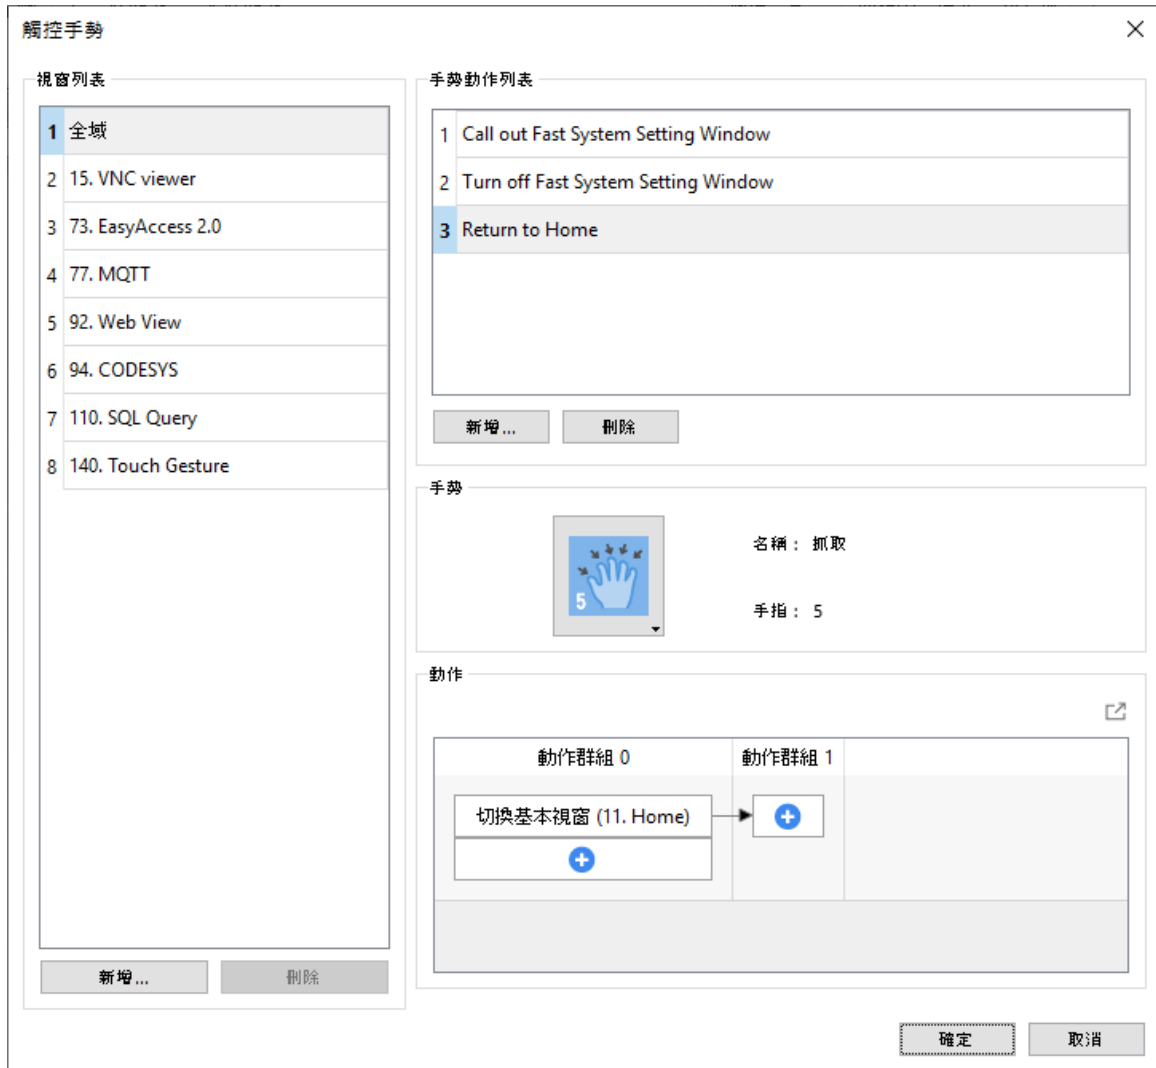 觸控手勢
視窗列表
1 全域
2 15. VNC viewer
3 73. EasyAccess 2.0
4 77. MQTT
5 92. Web View
6 94. CODESYS
7 110. SQL Query
8 140. Touch Gesture
新增...
刪除
手勢動作列表
1 Call out Fast System Setting Window
2 Turn off Fast System Setting Window
3 Return to Home
新增...
刪除
手勢
5
名稱： 抓取
手指： 5
動作
動作群組 0
動作群組 1
切換基本視窗 (11. Home)
確定
取消